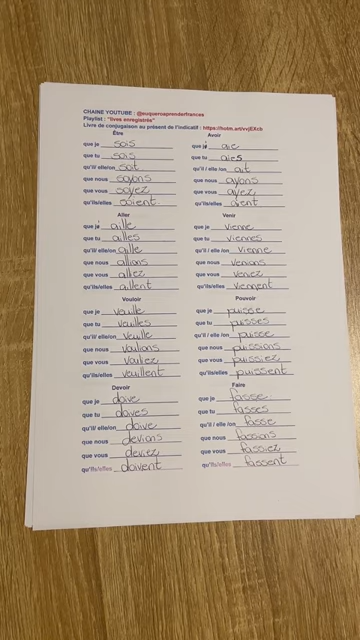 CHAINE YOUTUBE : @euqueroaprenderfrances
Playlist : "lives enregistrés"
Livre de conjugaison au présent de l'indicatif : https://hotm.art/vvjEXcb
Être
que je sois
que tu sois
qu'il/ elle/on soit
que nous soyons
que vous soyez
qu'ils/elles soient
Avoir
que je aie
que tu aies
qu'il / elle /on ait
que nous ayons
que vous ayez
qu'ils/elles aient
Aller
que je aille
que tu ailles
qu'il/ elle/on aille
que nous allions
que vous alliez
qu'ils/elles aillent
Venir
que je vienne
que tu viennes
qu'il / elle /on vienne
que nous venions
que vous veniez
qu'ils/elles viennent
Vouloir
que je veuille
que tu veuilles
qu'il/ elle/on veuille
que nous voulions
que vous vouliez
qu'ils/elles veuillent
Pouvoir
que je puisse
que tu puisses
qu'il / elle /on puisse
que nous puissions
que vous puissiez
qu'ils/elles puissent
Devoir
que je doive
que tu doives
qu'il/ elle/on doive
que nous devions
que vous deviez
qu'ils/elles doivent
Faire
que je fasse
que tu fasses
qu'il / elle /on fasse
que nous fassions
que vous fassiez
qu'ils/elles fassent